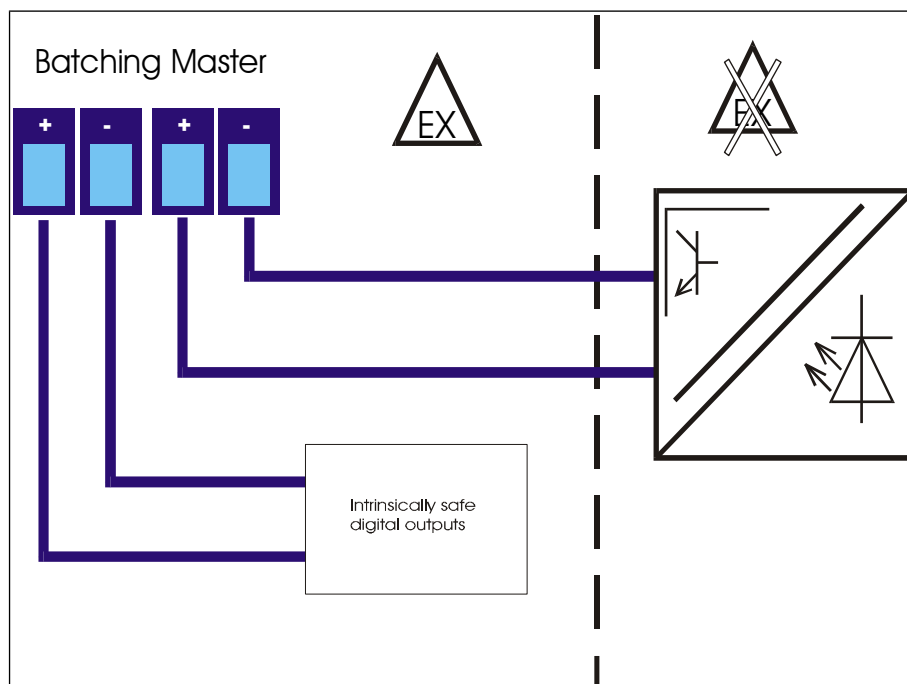 Batching Master
EX
EX
+ - + -
Intrinsically safe
digital outputs